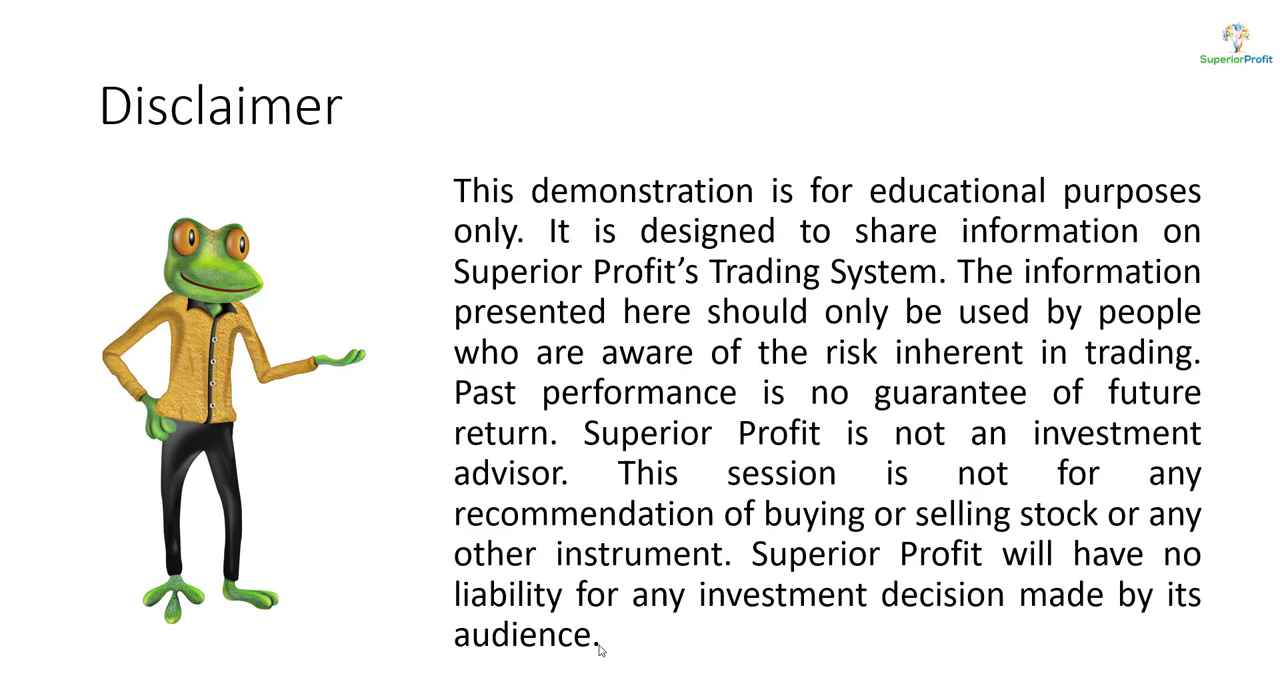 SuperiorProfit
Disclaimer
This demonstration is for educational purposes
only. It is designed to share information on
Superior Profit’s Trading System. The information
presented here should only be used by people
who are aware of the risk inherent in trading.
Past performance is no guarantee of future
return. Superior Profit is not an investment
advisor. This session is not for any
recommendation of buying or selling stock or any
other instrument. Superior Profit will have no
liability for any investment decision made by its
audience.